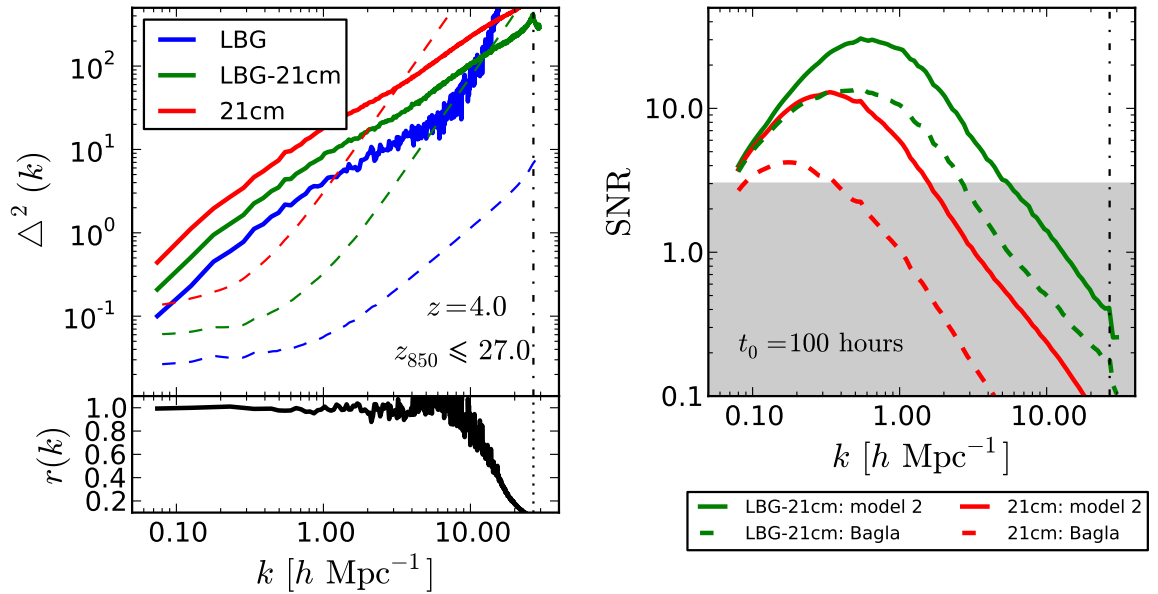 LBG
LBG-21cm
21cm
10²
10¹
10⁰
10⁻¹
△²(k)
z=4.0
z₈₅₀ ⩽ 27.0
1.0
0.8
0.6
0.4
0.2
r(k)
0.10 1.00 10.00
k [h Mpc⁻¹]
10.0
1.0
0.1
SNR
t₀ =100 hours
0.10 1.00 10.00
k [h Mpc⁻¹]
LBG-21cm: model 2 21cm: model 2
LBG-21cm: Bagla 21cm: Bagla